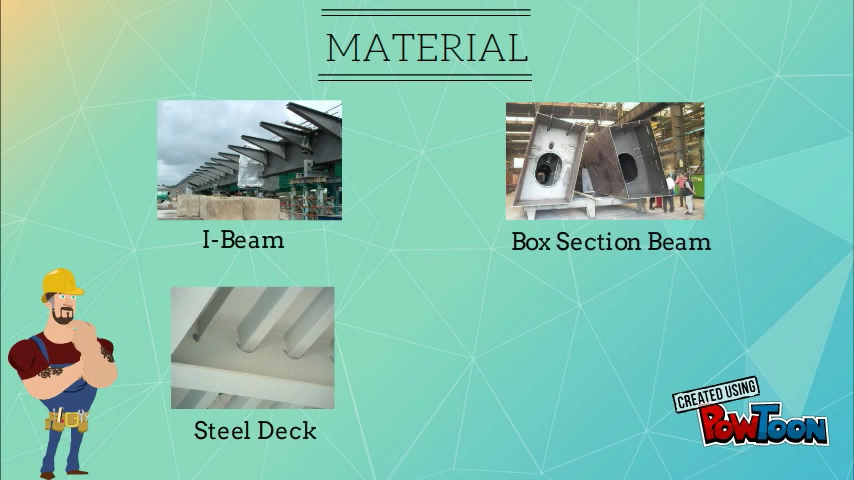 MATERIAL
I-Beam
Box Section Beam
Steel Deck
CREATED USING
POWTOON